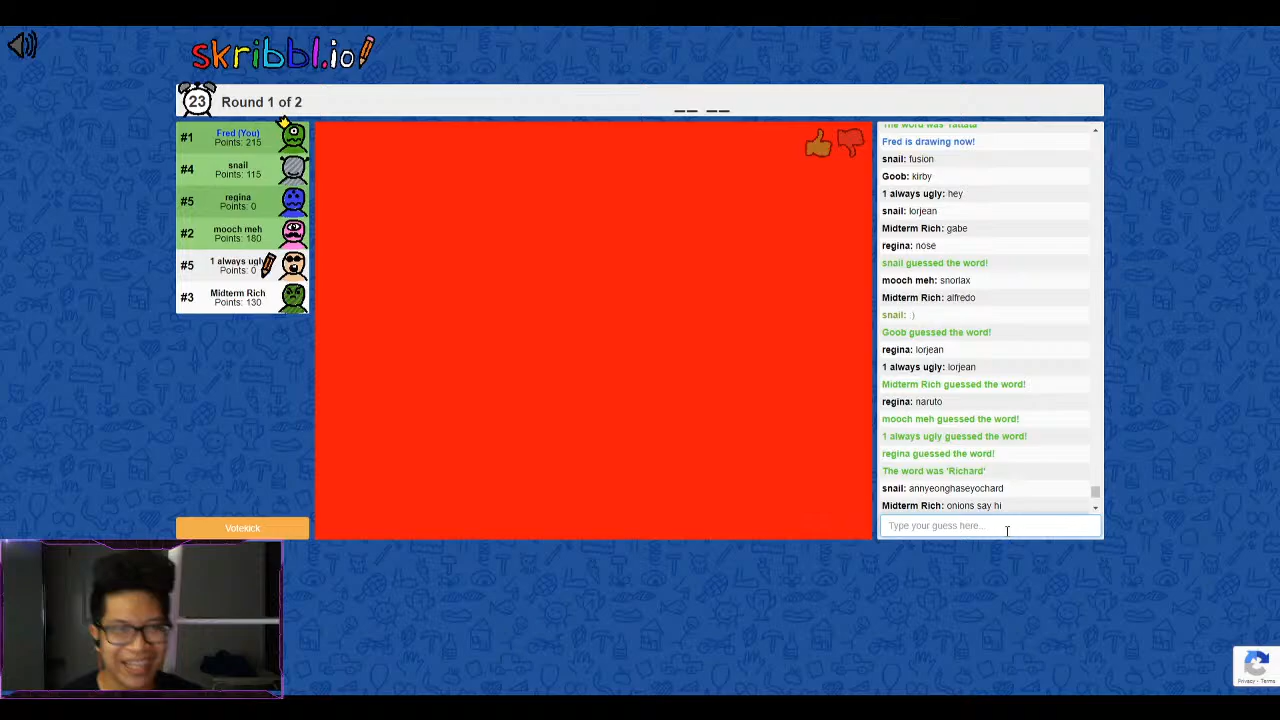 skribbl.io
23
Round 1 of 2
__ __
#1
Fred (You)
Points: 215
#4
snail
Points: 115
#5
regina
Points: 0
#2
mooch meh
Points: 180
#5
1 always ugly
Points: 0
#3
Midterm Rich
Points: 130
Votekick
Fred is drawing now!
snail: fusion
Goob: kirby
1 always ugly: hey
snail: lorjean
Midterm Rich: gabe
regina: nose
snail guessed the word!
mooch meh: snorlax
Midterm Rich: alfredo
snail: :)
Goob guessed the word!
regina: lorjean
1 always ugly: lorjean
Midterm Rich guessed the word!
regina: naruto
mooch meh guessed the word!
1 always ugly guessed the word!
regina guessed the word!
The word was 'Richard'
snail: annyeonghaseyochard
Midterm Rich: onions say hi
Type your guess here...
Privacy - Terms